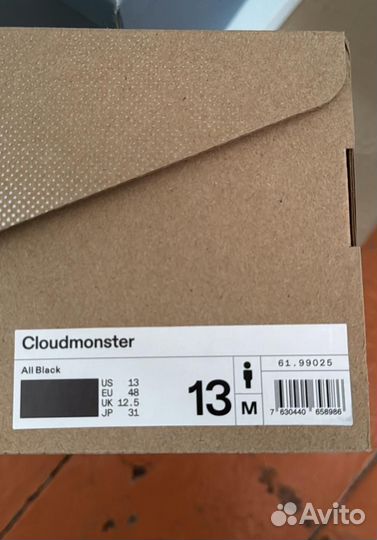 Cloudmonster
61.99025
All Black
US 13
EU 48
UK 12.5
JP 31
13
M
7 630440 658986
Avito